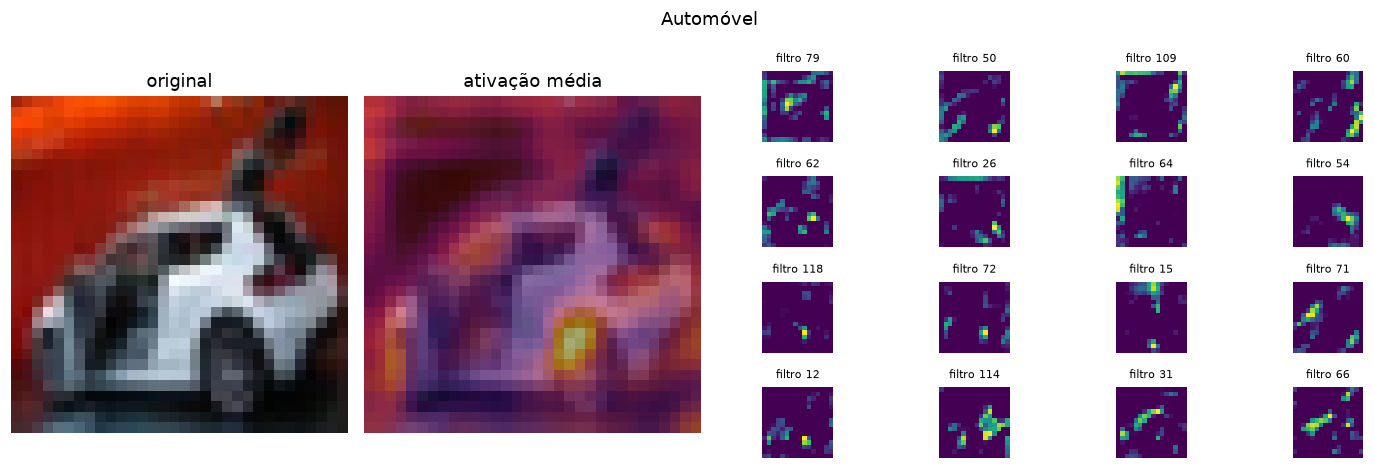 Automóvel
original
ativação média
filtro 79
filtro 50
filtro 109
filtro 60
filtro 62
filtro 26
filtro 64
filtro 54
filtro 118
filtro 72
filtro 15
filtro 71
filtro 12
filtro 114
filtro 31
filtro 66